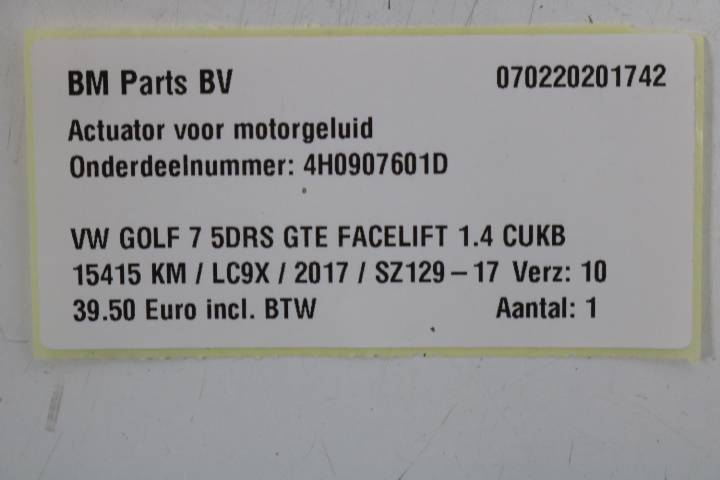 BM Parts BV 070220201742
Actuator voor motorgeluid
Onderdeelnummer: 4H0907601D
VW GOLF 7 5DRS GTE FACELIFT 1.4 CUKB
15415 KM / LC9X / 2017 / SZ129-17 Verz: 10
39.50 Euro incl. BTW Aantal: 1